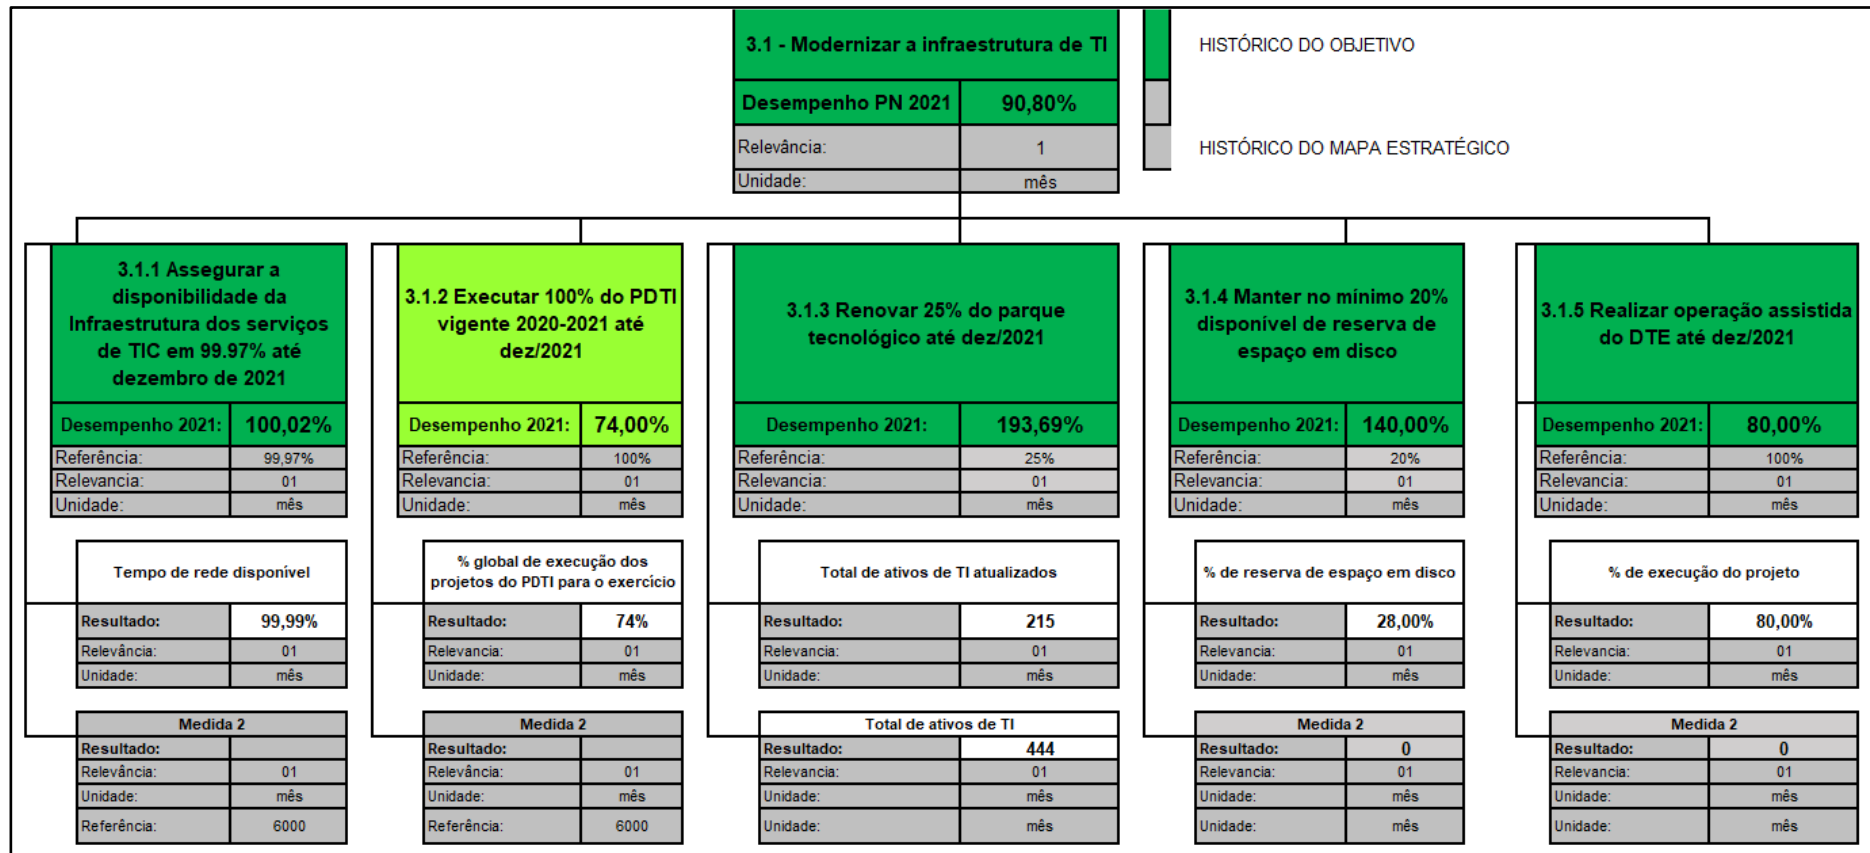 3.1 - Modernizar a infraestrutura de TI
Desempenho PN 2021 90,80%
Relevância: 1
Unidade: mês
HISTÓRICO DO OBJETIVO
HISTÓRICO DO MAPA ESTRATÉGICO
3.1.1 Assegurar a
disponibilidade da
Infraestrutura dos serviços
de TIC em 99.97% até
dezembro de 2021
Desempenho 2021: 100,02%
Referência: 99,97%
Relevancia: 01
Unidade: mês
Tempo de rede disponível
Resultado: 99,99%
Relevância: 01
Unidade: mês
Medida 2
Resultado:
Relevância: 01
Unidade: mês
Referência: 6000
3.1.2 Executar 100% do PDTI
vigente 2020-2021 até
dez/2021
Desempenho 2021: 74,00%
Referência: 100%
Relevancia: 01
Unidade: mês
% global de execução dos
projetos do PDTI para o exercício
Resultado: 74%
Relevancia: 01
Unidade: mês
Medida 2
Resultado:
Relevância: 01
Unidade: mês
Referência: 6000
3.1.3 Renovar 25% do parque
tecnológico até dez/2021
Desempenho 2021: 193,69%
Referência: 25%
Relevancia: 01
Unidade: mês
Total de ativos de TI atualizados
Resultado: 215
Relevancia: 01
Unidade: mês
Total de ativos de TI
Resultado: 444
Relevancia: 01
Unidade: mês
Unidade: mês
3.1.4 Manter no mínimo 20%
disponível de reserva de
espaço em disco
Desempenho 2021: 140,00%
Referência: 20%
Relevancia: 01
Unidade: mês
% de reserva de espaço em disco
Resultado: 28,00%
Relevancia: 01
Unidade: mês
Medida 2
Resultado: 0
Relevancia: 01
Unidade: mês
Unidade: mês
3.1.5 Realizar operação assistida
do DTE até dez/2021
Desempenho 2021: 80,00%
Referência: 100%
Relevancia: 01
Unidade: mês
% de execução do projeto
Resultado: 80,00%
Relevancia: 01
Unidade: mês
Medida 2
Resultado: 0
Relevancia: 01
Unidade: mês
Unidade: mês